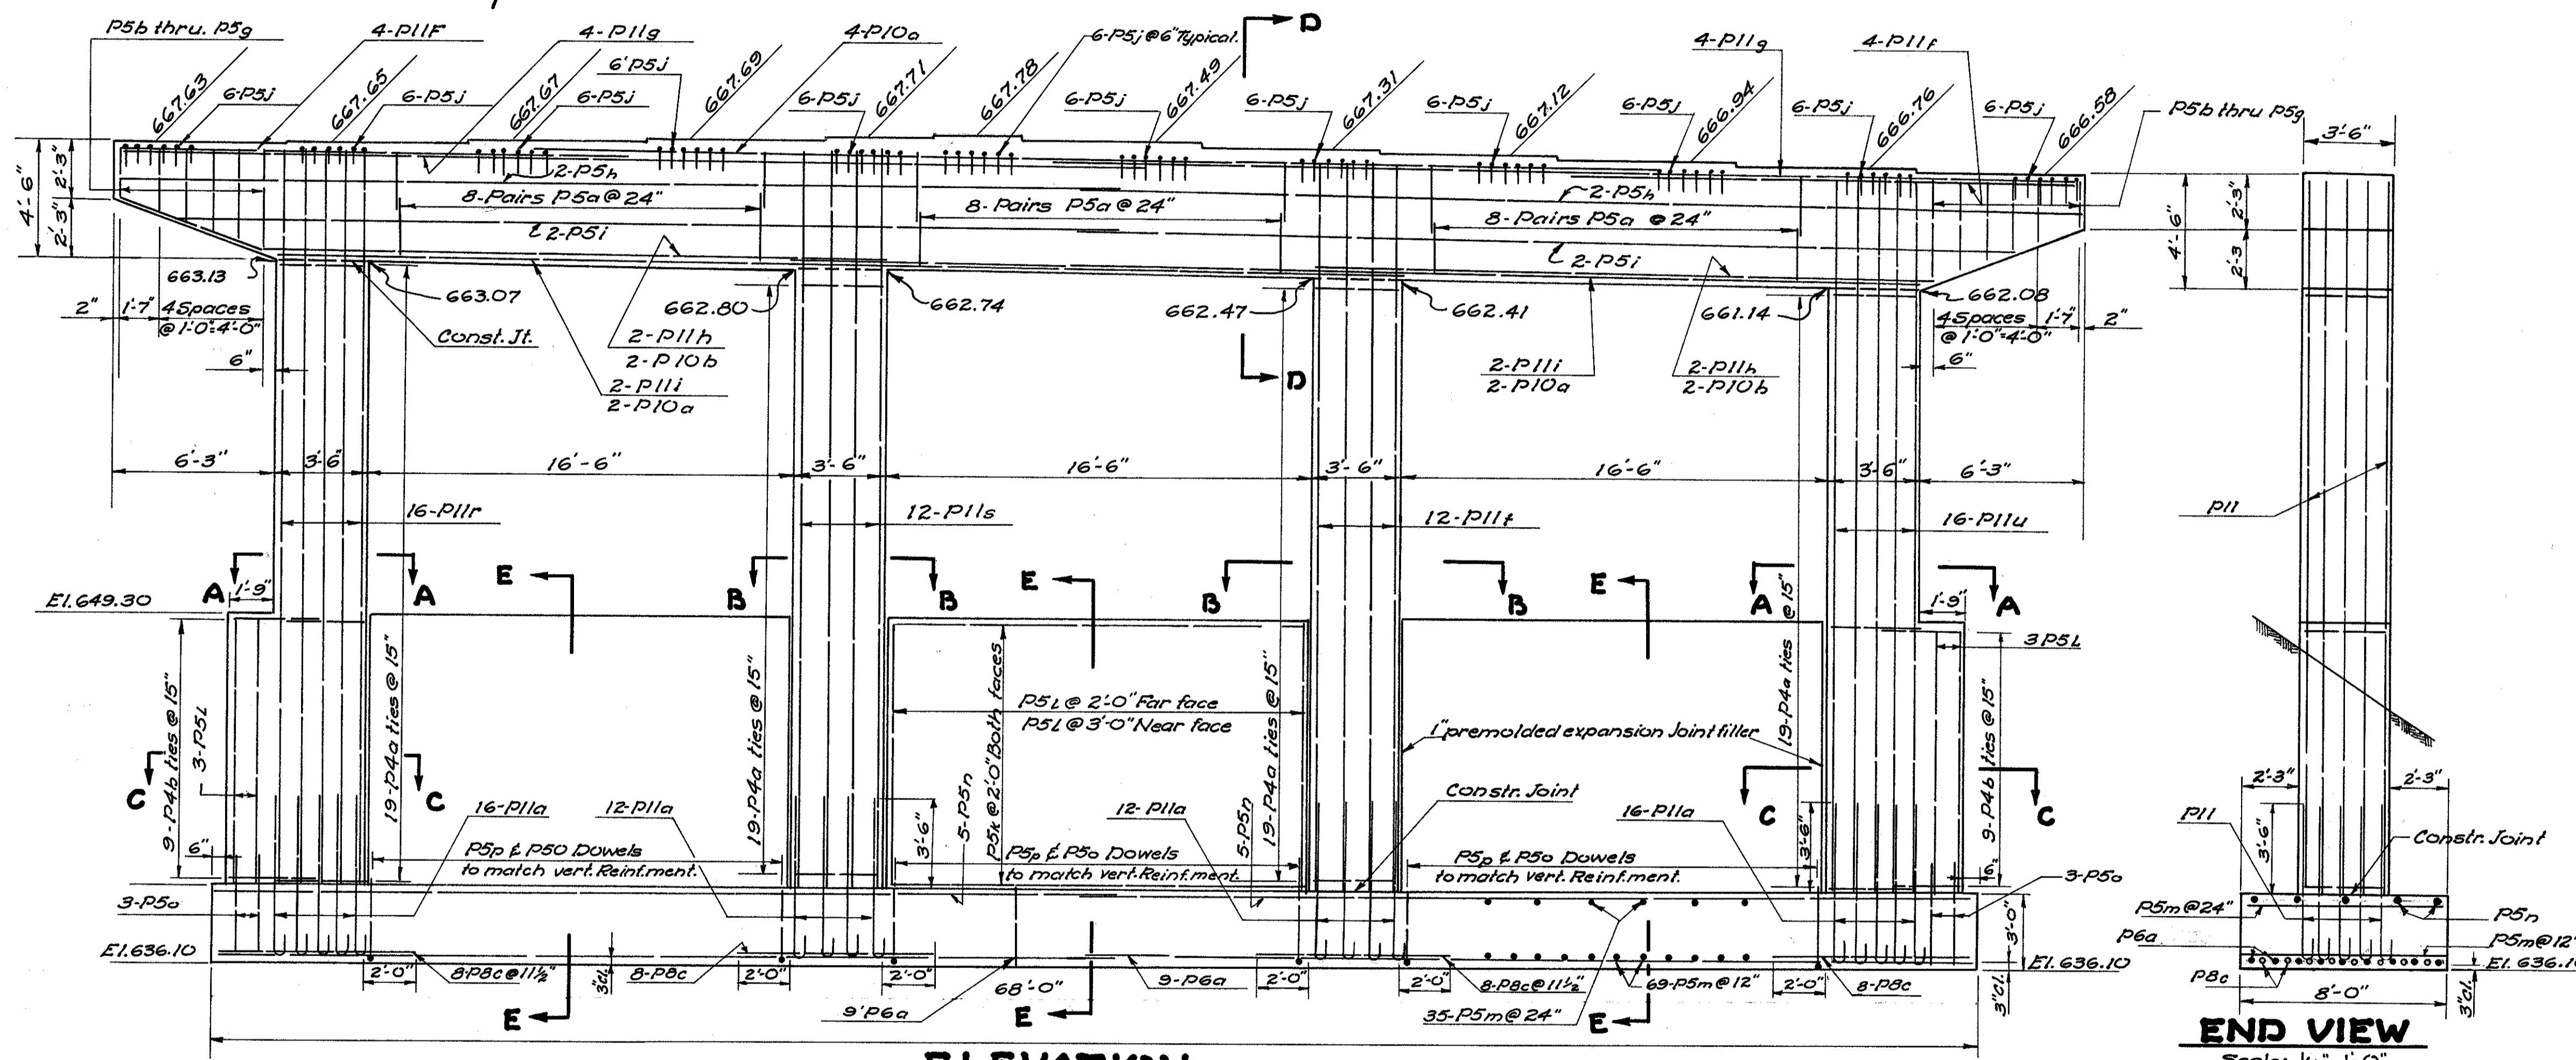 P5b thru. P5g
4-P11F
4-P11g
4-P10a
6-P5j@6"Typical.
D
4-P11g
4-P11f
667.63
6-P5j
667.65
6-P5j
667.67
6-P5j
6'P5j
667.69
6-P5j
667.71
667.78
6-P5j
667.49
6-P5j
667.31
6-P5j
667.12
6-P5j
666.94
6-P5j
666.76
6-P5j
666.58
P5b thru P5g
3'-6"
4'-6"
2'-3"
2'-3"
2-P5h
8-Pairs P5a@24"
2-P5i
8-Pairs P5a@24"
2-P5h
8-Pairs P5a @ 24"
2-P5i
4'-6"
2'-3"
2'-3
663.13
663.07
662.80
662.74
662.47
662.41
661.14
662.08
2"
1'-7"
4 Spaces
@ 1'-0"=4'-0"
6"
Const. Jt.
2-P11h
2-P10b
2-P11i
2-P10a
D
2-P11i
2-P10a
2-P11h
2-P10b
4 Spaces
@ 1'-0"=4'-0"
1'-7"
2"
6"
6'-3"
3'-6"
16'-6"
3'-6"
16'-6"
3'-6"
16'-6"
3'-6"
6'-3"
16-P11r
12-P11s
12-P11t
16-P11u
P11
A
1'-9"
A
E
B
B
E
B
B
E
A
1'-9"
A
El.649.30
9-P4b ties @ 15"
3-P5L
19-P4a ties @ 15"
19-P4a ties @ 15"
P5k@2'-0"Both faces
P5L@2'-0"Far face
P5L@3'-0"Near face
19-P4a ties @ 15"
19-P4a ties @ 15"
3 P5L
9-P4b ties @ 15"
1" premolded expansion Joint filler
C
C
C
C
2'-3"
2'-3"
16-P11a
12-P11a
3'-6"
5-P5n
12-P11a
5-P5n
Constr. Joint
16-P11a
3'-6"
P11
3'-6"
Constr. Joint
6"
P5p & P5o Dowels
to match vert. Reinf.ment.
P5p & P5o Dowels
to match vert. Reinf.ment.
P5p & P5o Dowels
to match vert. Reinf.ment.
6"
3-P5o
3-P5o
3'-0"
P5m@24"
P5n
P6a
P5m@12"
El.636.10
2'-0"
8-P8c@11½"
3"cl.
8-P8c
2'-0"
2'-0"
68'-0"
9-P6a
2'-0"
2'-0"
8-P8c@11½"
69-P5m@12"
2'-0"
8-P8c
El.636.10
3"cl.
P8c
8'-0"
El.636.10
3"cl.
E
9'P6a
E
35-P5m@24"
E
ELEVATION
END VIEW